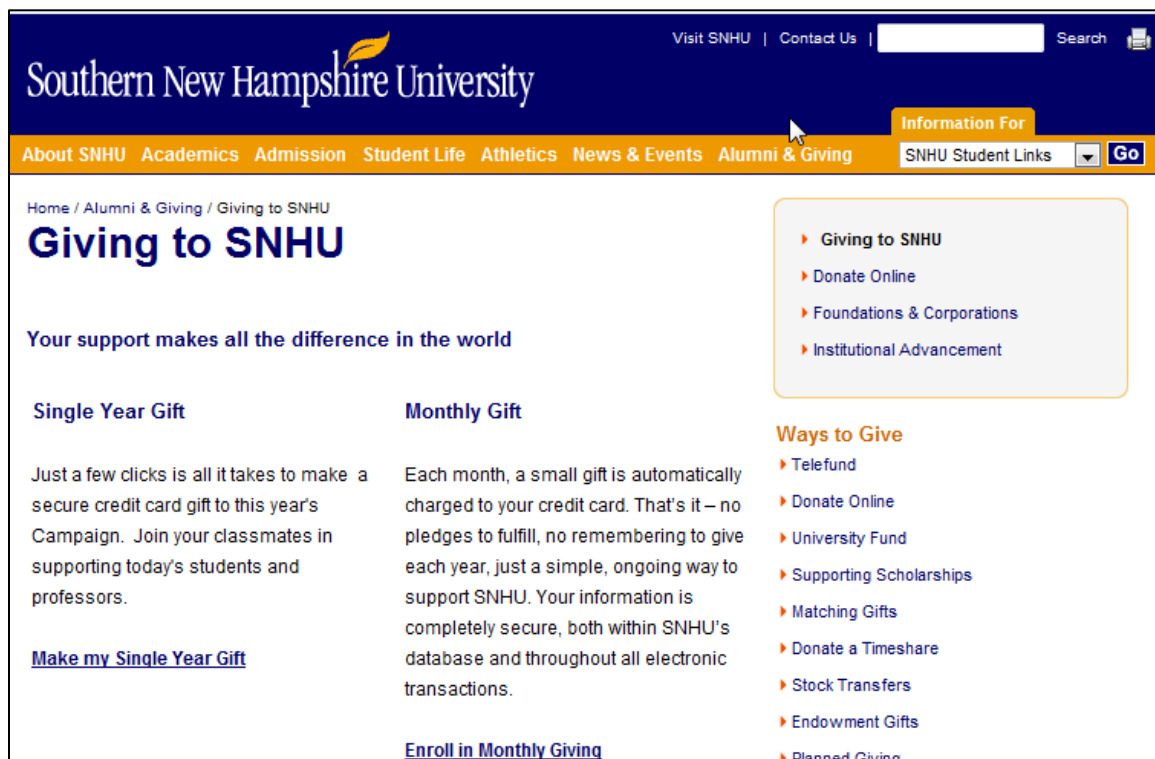 Southern New Hampshire University
Visit SNHU | Contact Us | Search
Information For
About SNHU Academics Admission Student Life Athletics News & Events Alumni & Giving
SNHU Student Links Go
Home / Alumni & Giving / Giving to SNHU
Giving to SNHU
Your support makes all the difference in the world
Single Year Gift
Just a few clicks is all it takes to make a
secure credit card gift to this year's
Campaign. Join your classmates in
supporting today's students and
professors.
Make my Single Year Gift
Monthly Gift
Each month, a small gift is automatically
charged to your credit card. That's it – no
pledges to fulfill, no remembering to give
each year, just a simple, ongoing way to
support SNHU. Your information is
completely secure, both within SNHU's
database and throughout all electronic
transactions.
Enroll in Monthly Giving
Giving to SNHU
Donate Online
Foundations & Corporations
Institutional Advancement
Ways to Give
Telefund
Donate Online
University Fund
Supporting Scholarships
Matching Gifts
Donate a Timeshare
Stock Transfers
Endowment Gifts
Planned Giving